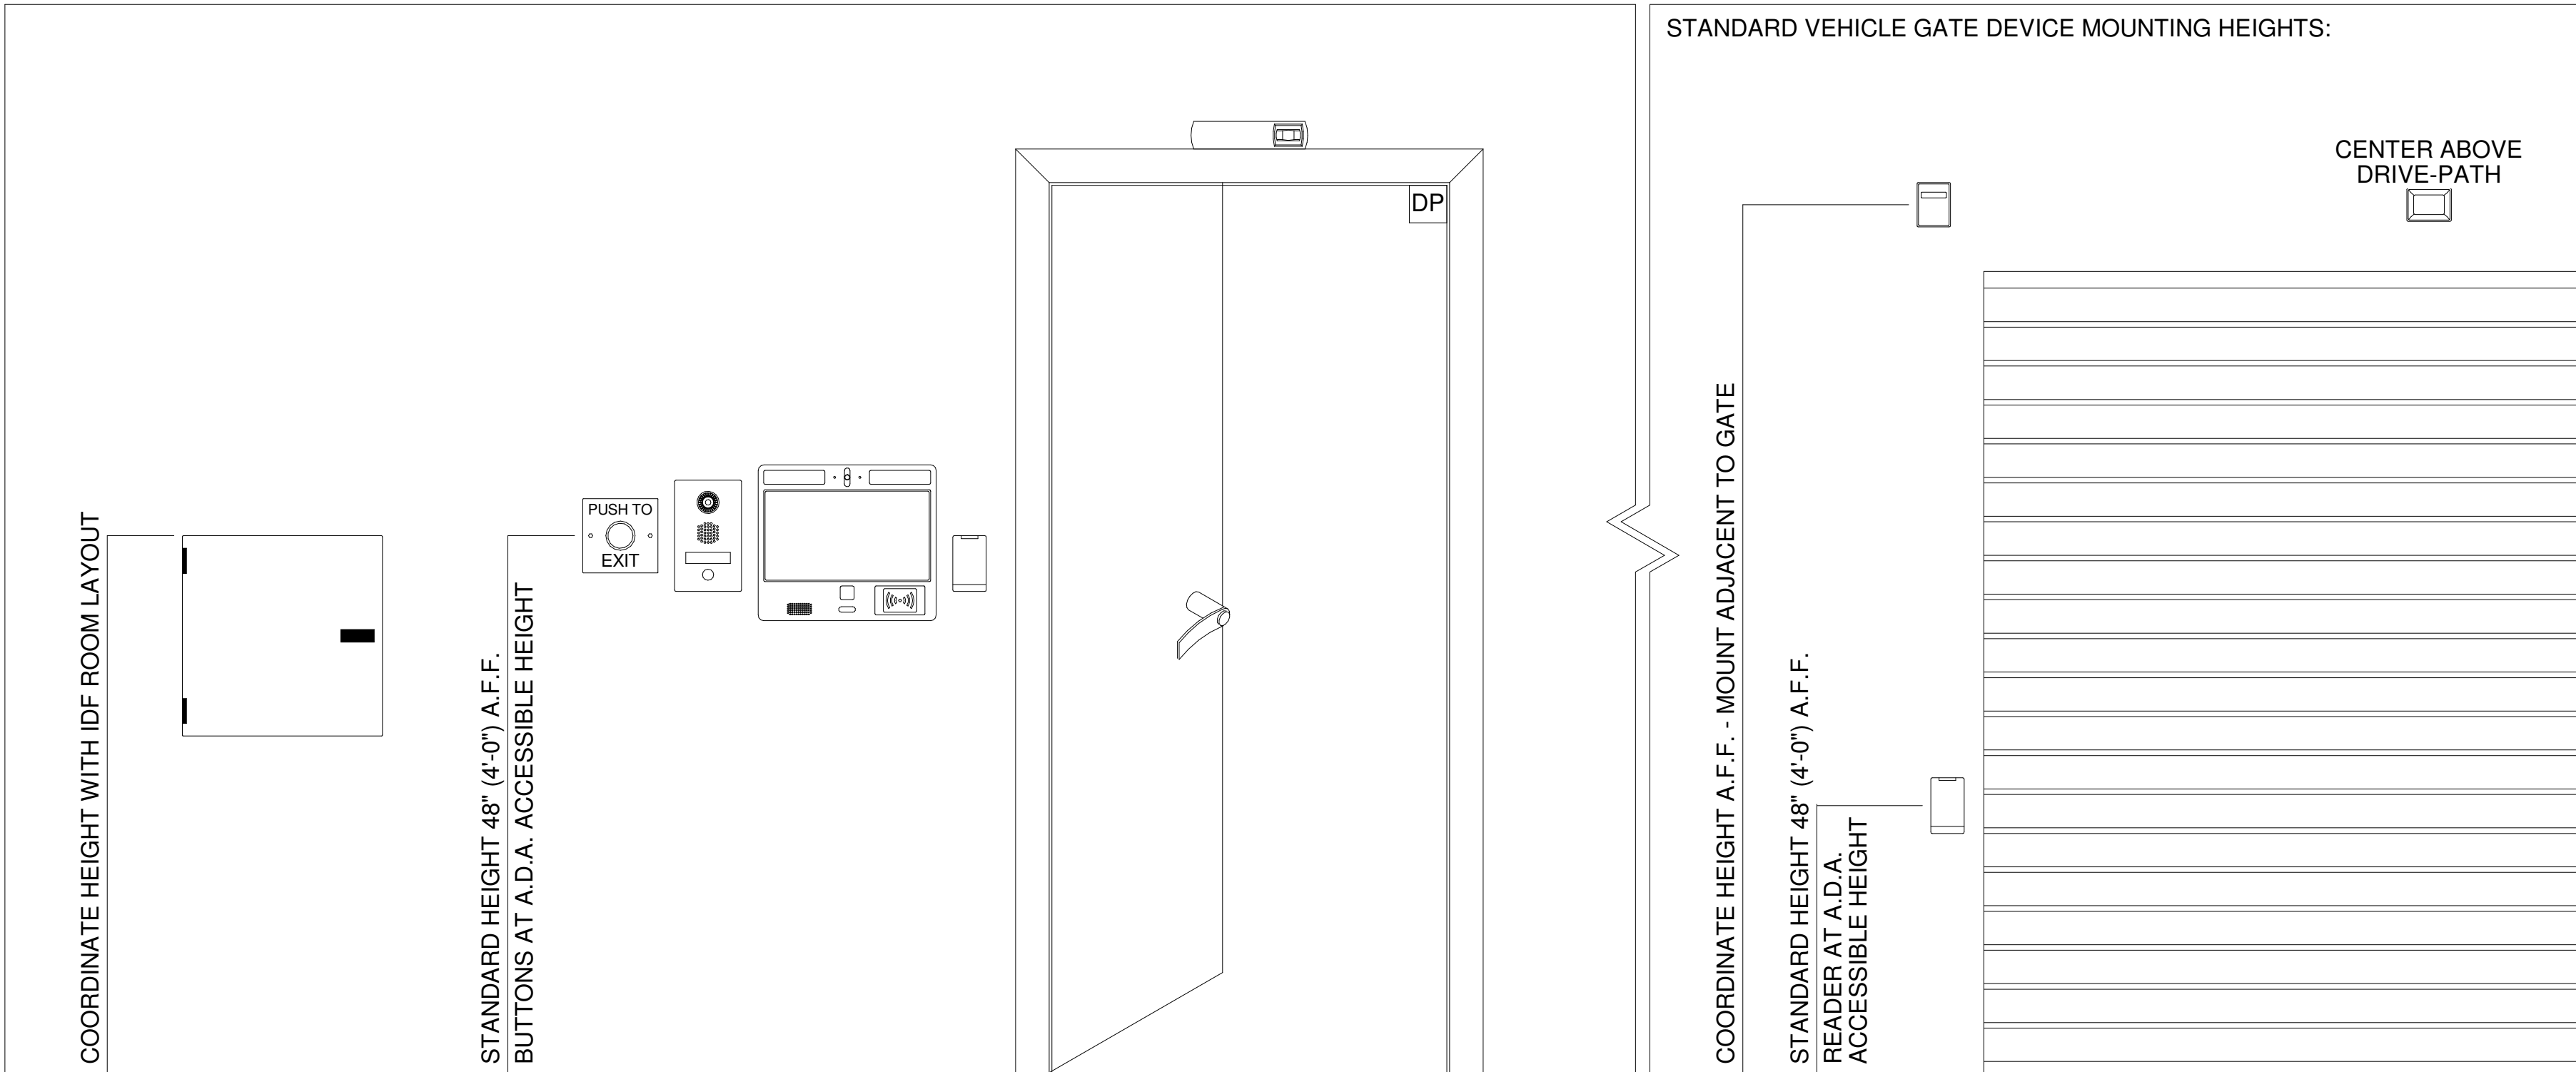 STANDARD VEHICLE GATE DEVICE MOUNTING HEIGHTS:
CENTER ABOVE
DRIVE-PATH
DP
PUSH TO
EXIT
COORDINATE HEIGHT WITH IDF ROOM LAYOUT
STANDARD HEIGHT 48" (4'-0") A.F.F.
BUTTONS AT A.D.A. ACCESSIBLE HEIGHT
COORDINATE HEIGHT A.F.F. - MOUNT ADJACENT TO GATE
STANDARD HEIGHT 48" (4'-0") A.F.F.
READER AT A.D.A.
ACCESSIBLE HEIGHT